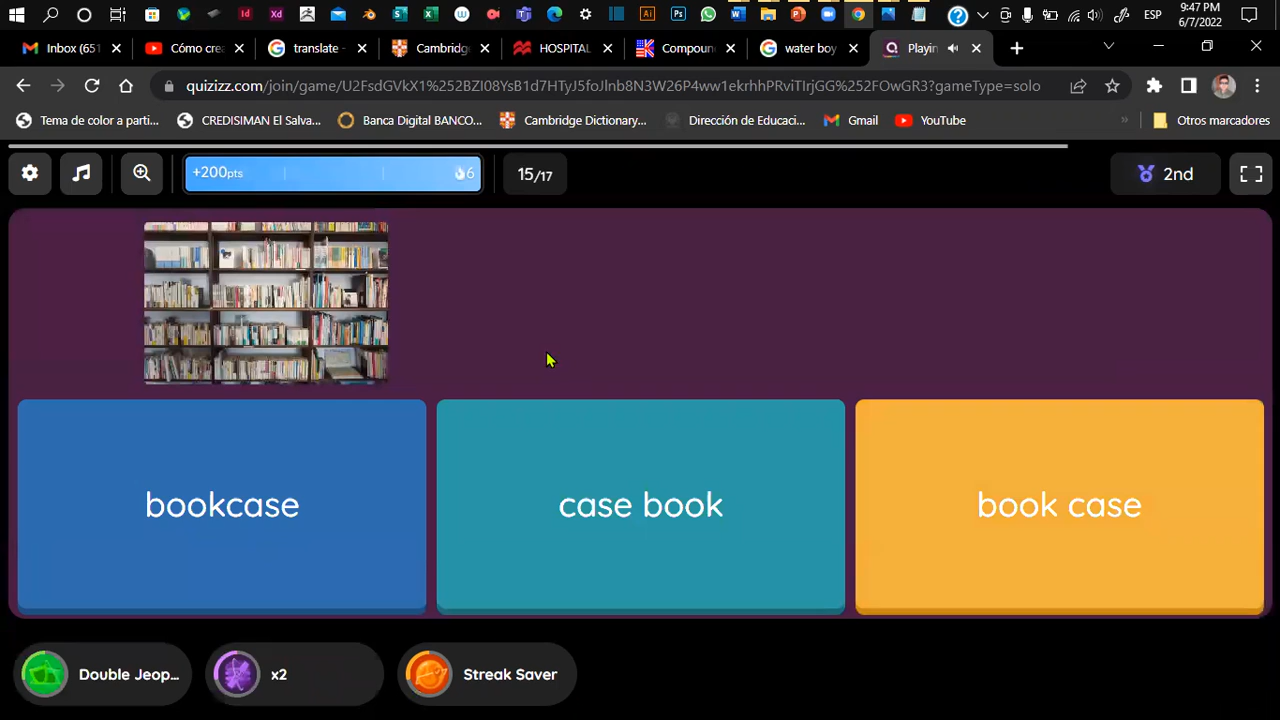 ESP
9:47 PM
6/7/2022
Inbox (651
Cómo crea
translate -
Cambridg
HOSPITAL
Compoun
water boy
Playin
quizizz.com/join/game/U2FsdGVkX1%252BZI08YsB1d7HTyJ5foJlnb8N3W26P4ww1ekrhhPRviTIrjGG%252FOwGR3?gameType=solo
Tema de color a parti...
CREDISIMAN El Salva...
Banca Digital BANCO...
Cambridge Dictionary...
Dirección de Educaci...
Gmail
YouTube
»
Otros marcadores
+200pts
6
15/17
2nd
bookcase
case book
book case
Double Jeop...
x2
Streak Saver